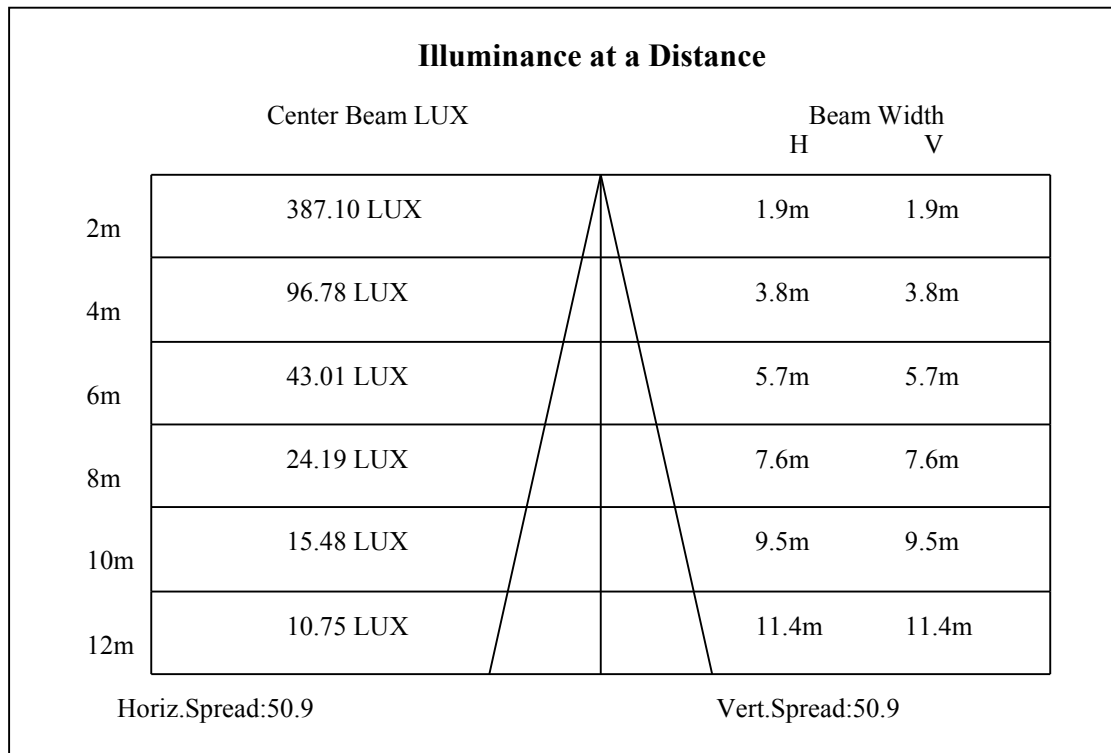 Illuminance at a Distance
Center Beam LUX Beam Width
H V
2m 387.10 LUX 1.9m 1.9m
4m 96.78 LUX 3.8m 3.8m
6m 43.01 LUX 5.7m 5.7m
8m 24.19 LUX 7.6m 7.6m
10m 15.48 LUX 9.5m 9.5m
12m 10.75 LUX 11.4m 11.4m
Horiz.Spread:50.9 Vert.Spread:50.9